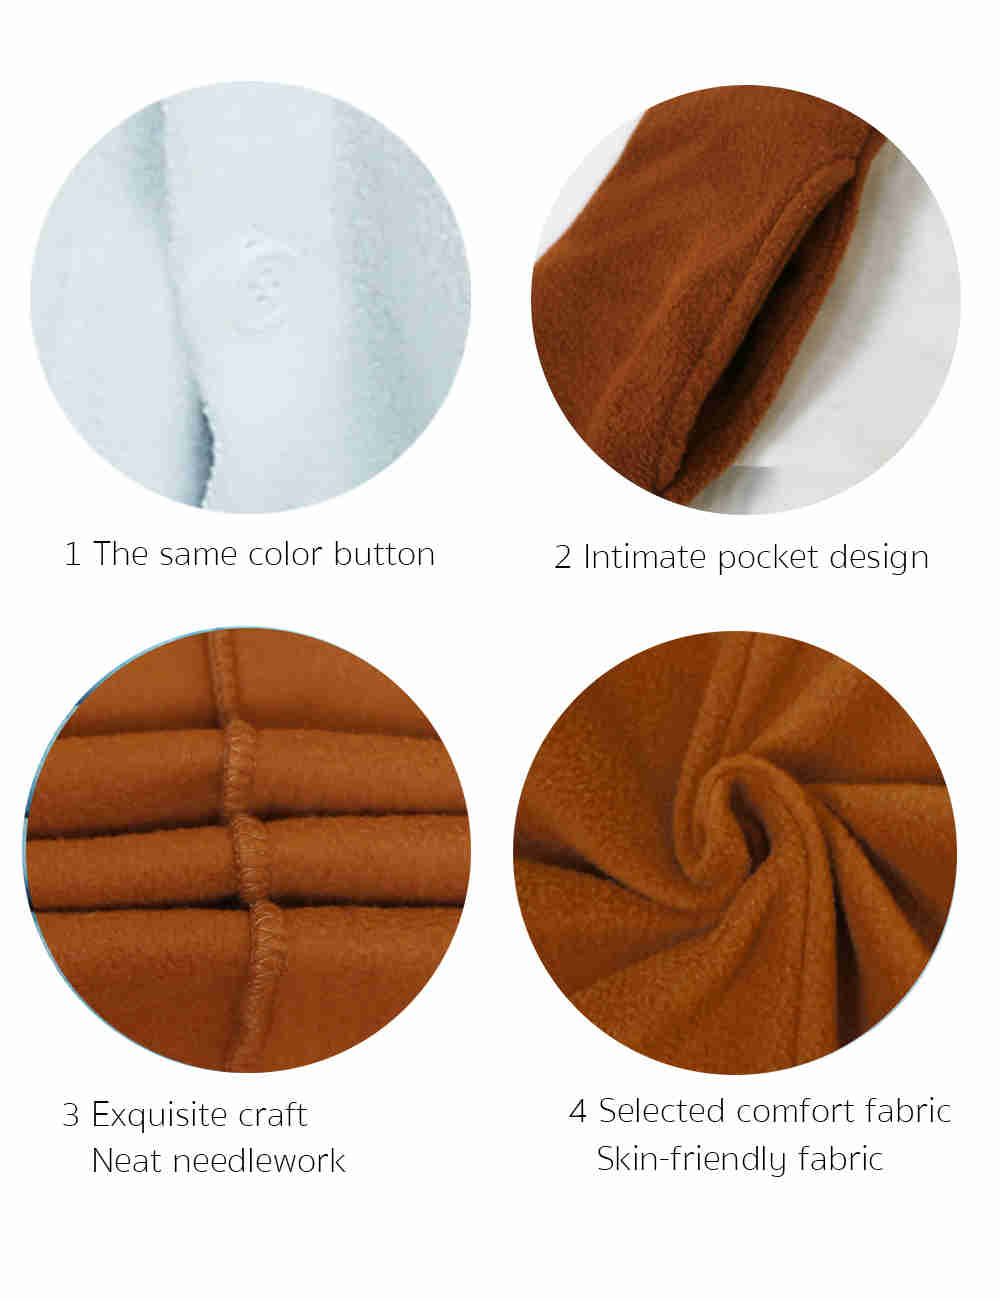 1 The same color button
2 Intimate pocket design
3 Exquisite craft
Neat needlework
4 Selected comfort fabric
Skin-friendly fabric